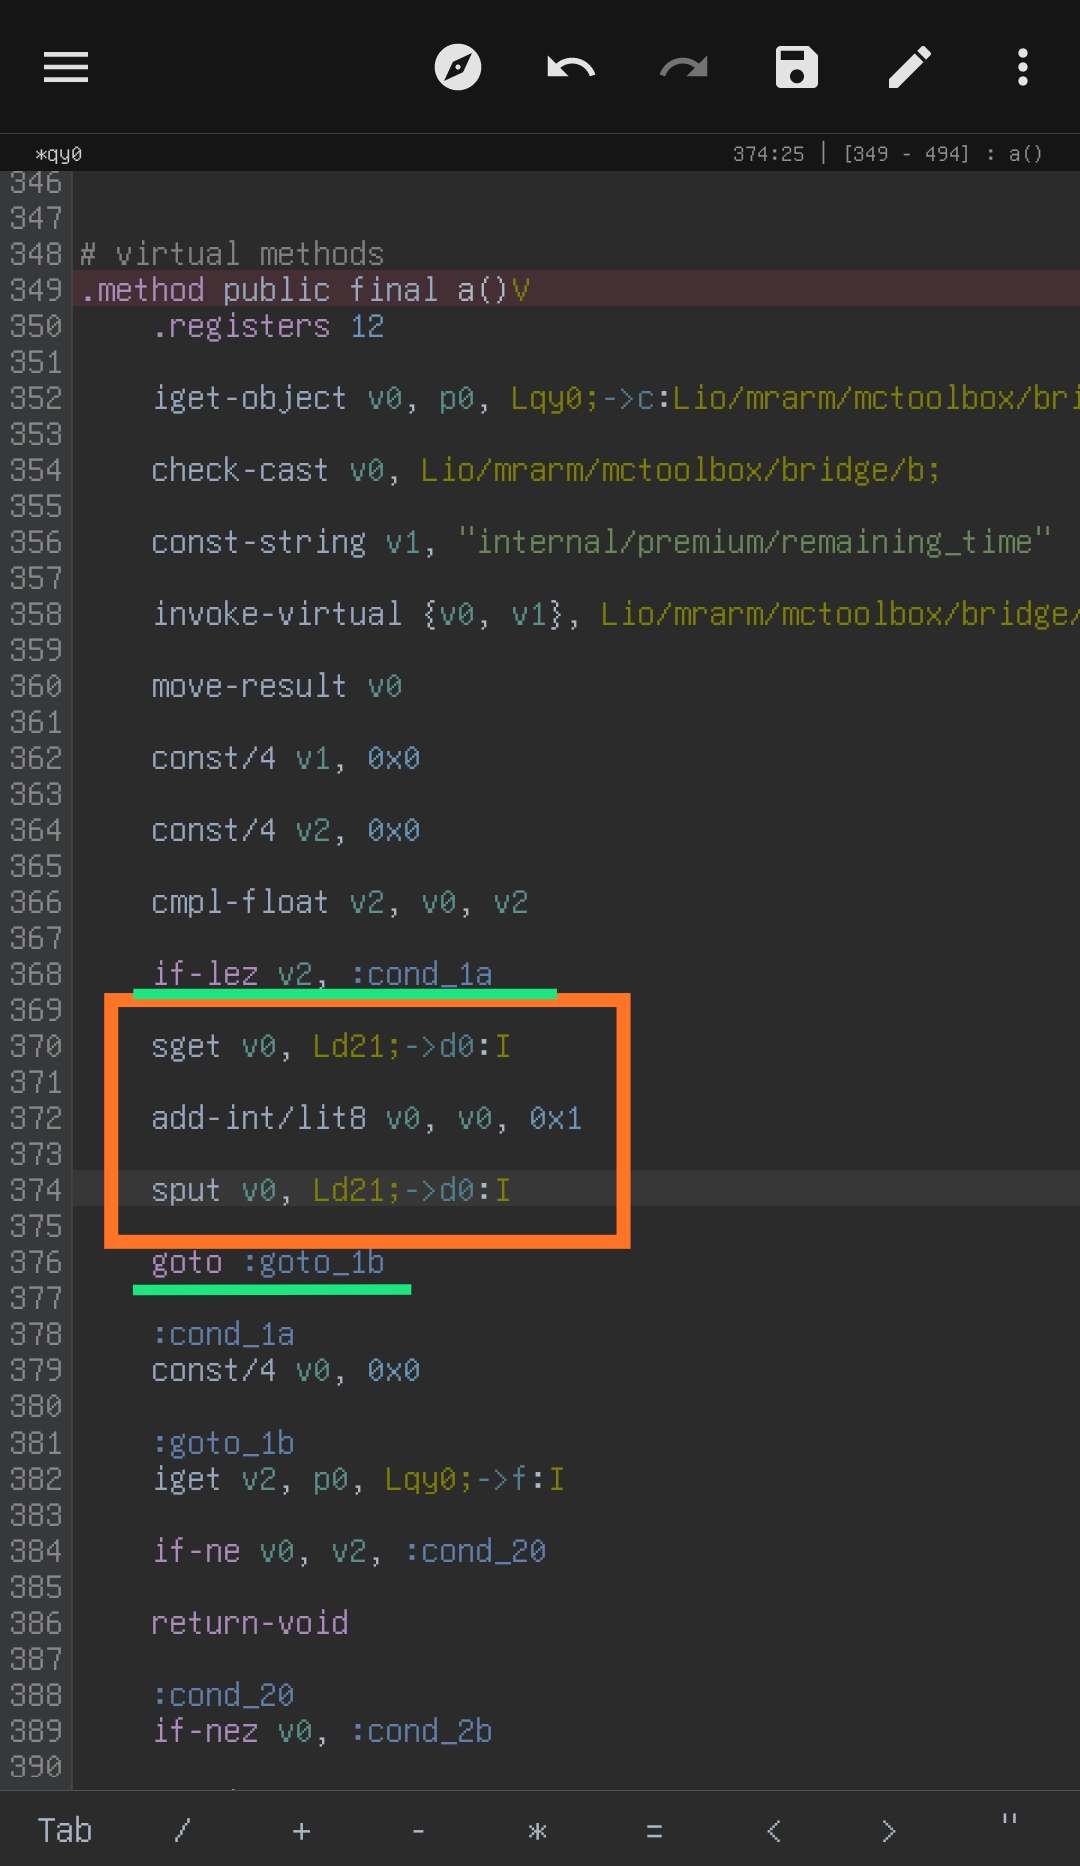 *qy0 374:25 | [349 - 494] : a()
346
347
348 # virtual methods
349 .method public final a()V
350 .registers 12
351
352 iget-object v0, p0, Lqy0;->c:Lio/mrarm/mctoolbox/bri
353
354 check-cast v0, Lio/mrarm/mctoolbox/bridge/b;
355
356 const-string v1, "internal/premium/remaining_time"
357
358 invoke-virtual {v0, v1}, Lio/mrarm/mctoolbox/bridge/
359
360 move-result v0
361
362 const/4 v1, 0x0
363
364 const/4 v2, 0x0
365
366 cmpl-float v2, v0, v2
367
368 if-lez v2, :cond_1a
369
370 sget v0, Ld21;->d0:I
371
372 add-int/lit8 v0, v0, 0x1
373
374 sput v0, Ld21;->d0:I
375
376 goto :goto_1b
377
378 :cond_1a
379 const/4 v0, 0x0
380
381 :goto_1b
382 iget v2, p0, Lqy0;->f:I
383
384 if-ne v0, v2, :cond_20
385
386 return-void
387
388 :cond_20
389 if-nez v0, :cond_2b
390
Tab / + - * = < > "